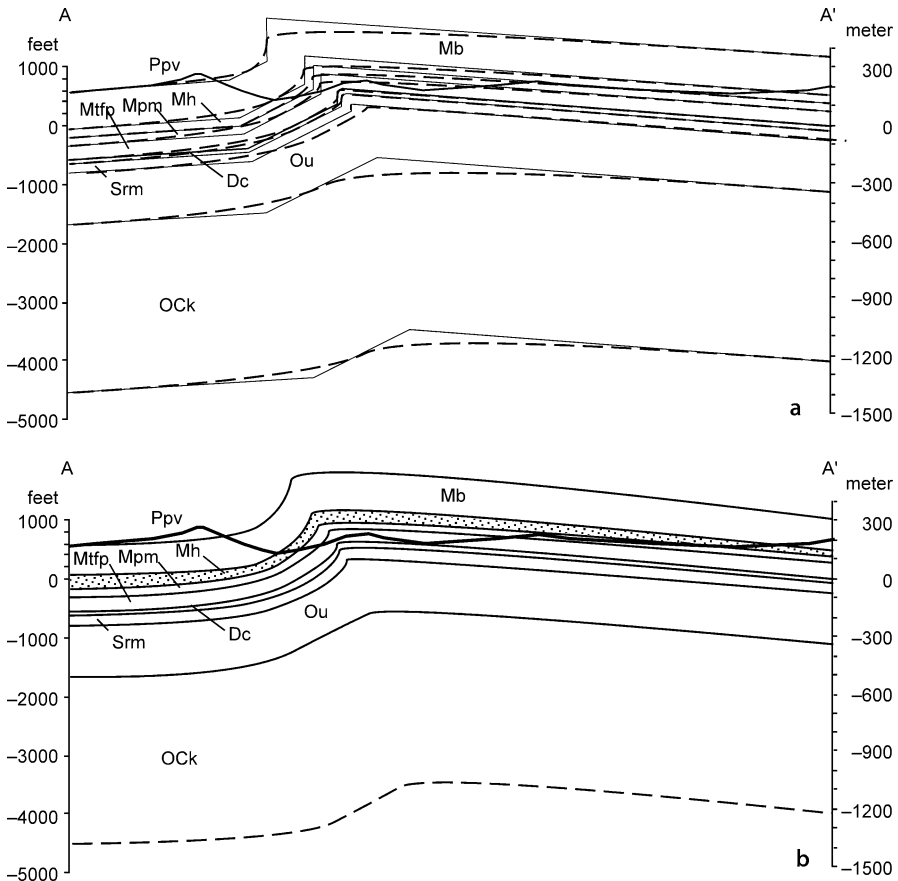 A A'
feet meter
Ppv Mb
1000 300
Mtfp Mpm Mh
0 0
Ou
Srm Dc
–1000 –300
–2000 –600
OCk
–3000 –900
–4000 –1200
a
–5000 –1500
A A'
feet meter
Mb
Ppv
1000 300
Mtfp Mpm Mh
0 0
Ou
Srm Dc
–1000 –300
–2000 –600
OCk
–3000 –900
–4000 –1200
b
–5000 –1500